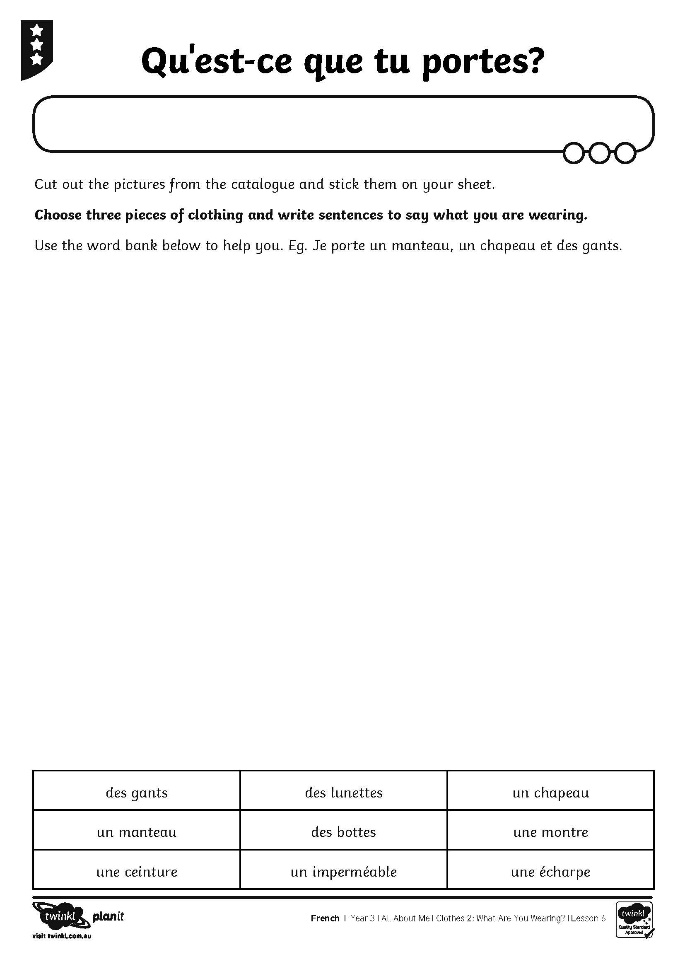 Qu'est-ce que tu portes?
Cut out the pictures from the catalogue and stick them on your sheet.
Choose three pieces of clothing and write sentences to say what you are wearing.
Use the word bank below to help you. Eg. Je porte un manteau, un chapeau et des gants.
des gants des lunettes un chapeau
un manteau des bottes une montre
une ceinture un imperméable une écharpe
twinkl planit
visit twinkl.com.au
French | Year 3 | All About Me | Clothes 2: What Are You Wearing? | Lesson 6
twinkl
Quality Standard
Approved